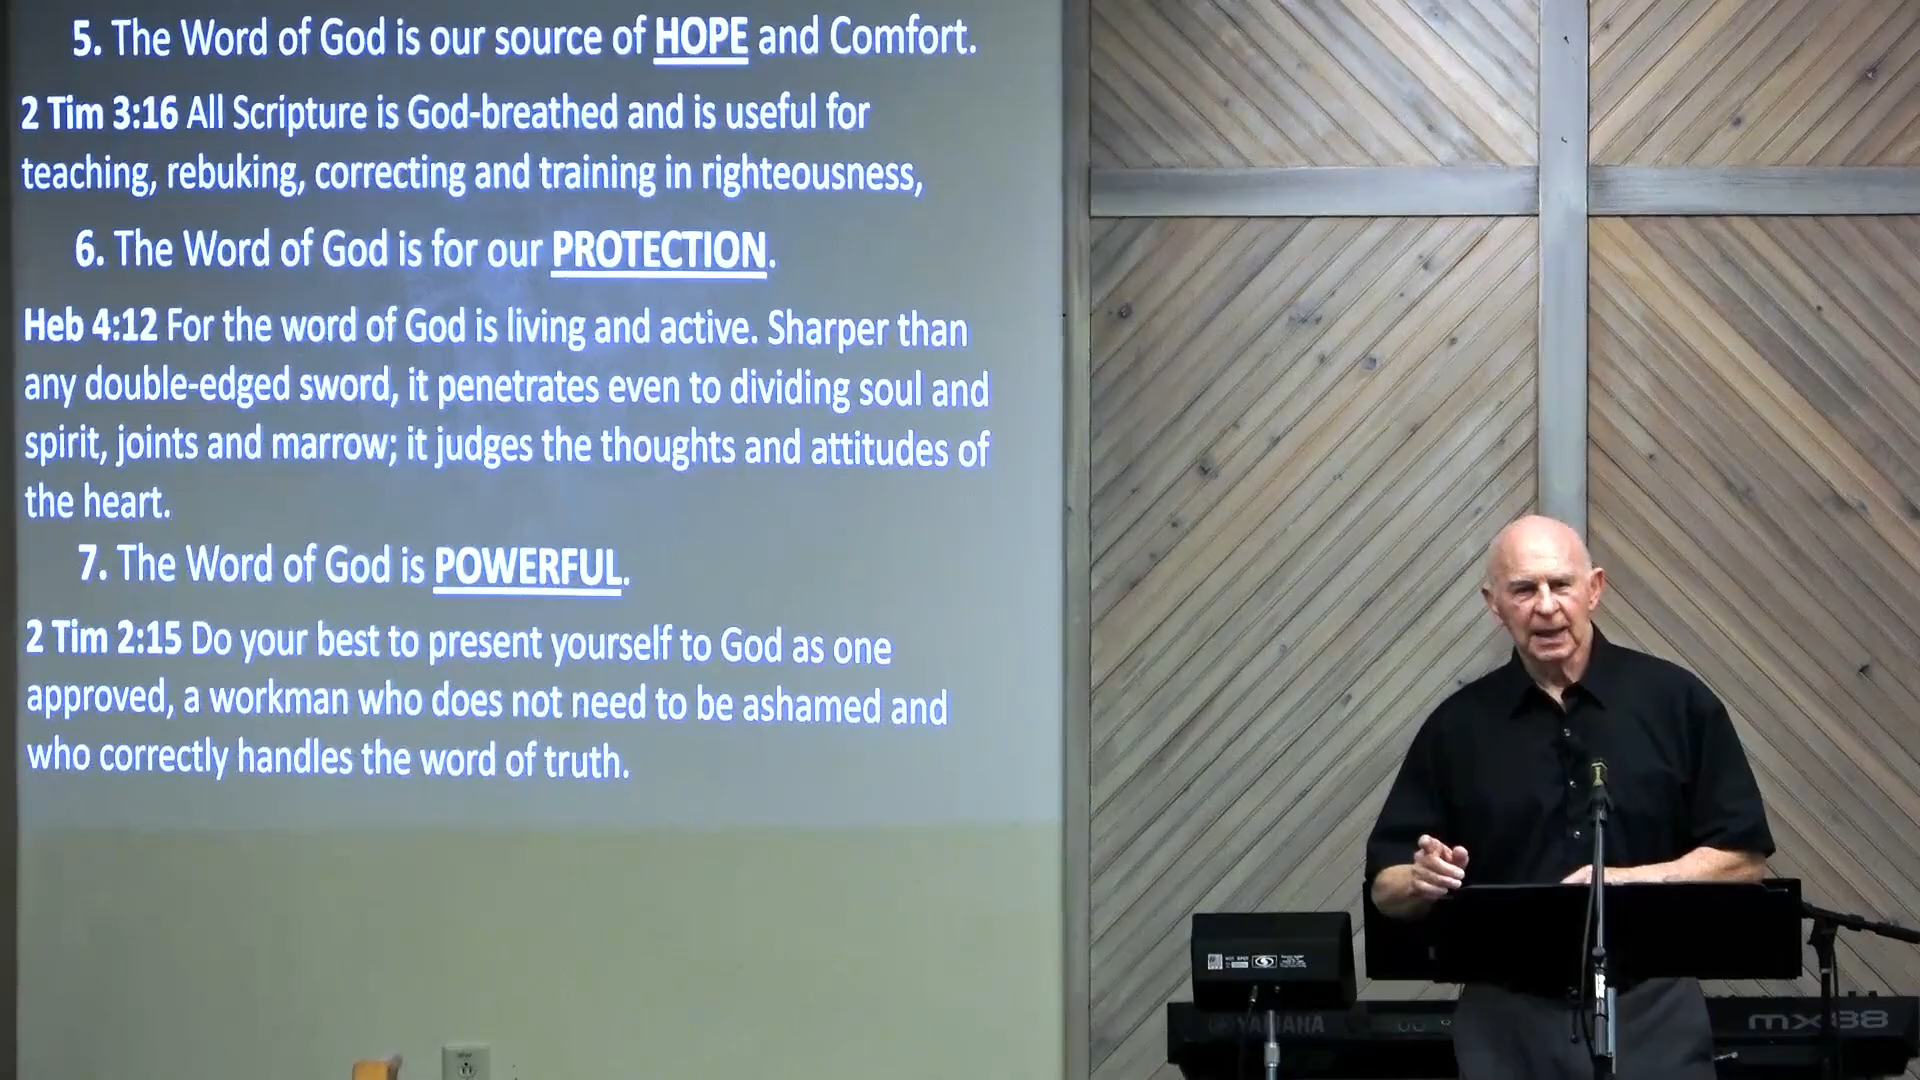 5. The Word of God is our source of HOPE and Comfort.
2 Tim 3:16 All Scripture is God-breathed and is useful for
teaching, rebuking, correcting and training in righteousness,
6. The Word of God is for our PROTECTION.
Heb 4:12 For the word of God is living and active. Sharper than
any double-edged sword, it penetrates even to dividing soul and
spirit, joints and marrow; it judges the thoughts and attitudes of
the heart.
7. The Word of God is POWERFUL.
2 Tim 2:15 Do your best to present yourself to God as one
approved, a workman who does not need to be ashamed and
who correctly handles the word of truth.
YAMAHA
mx88